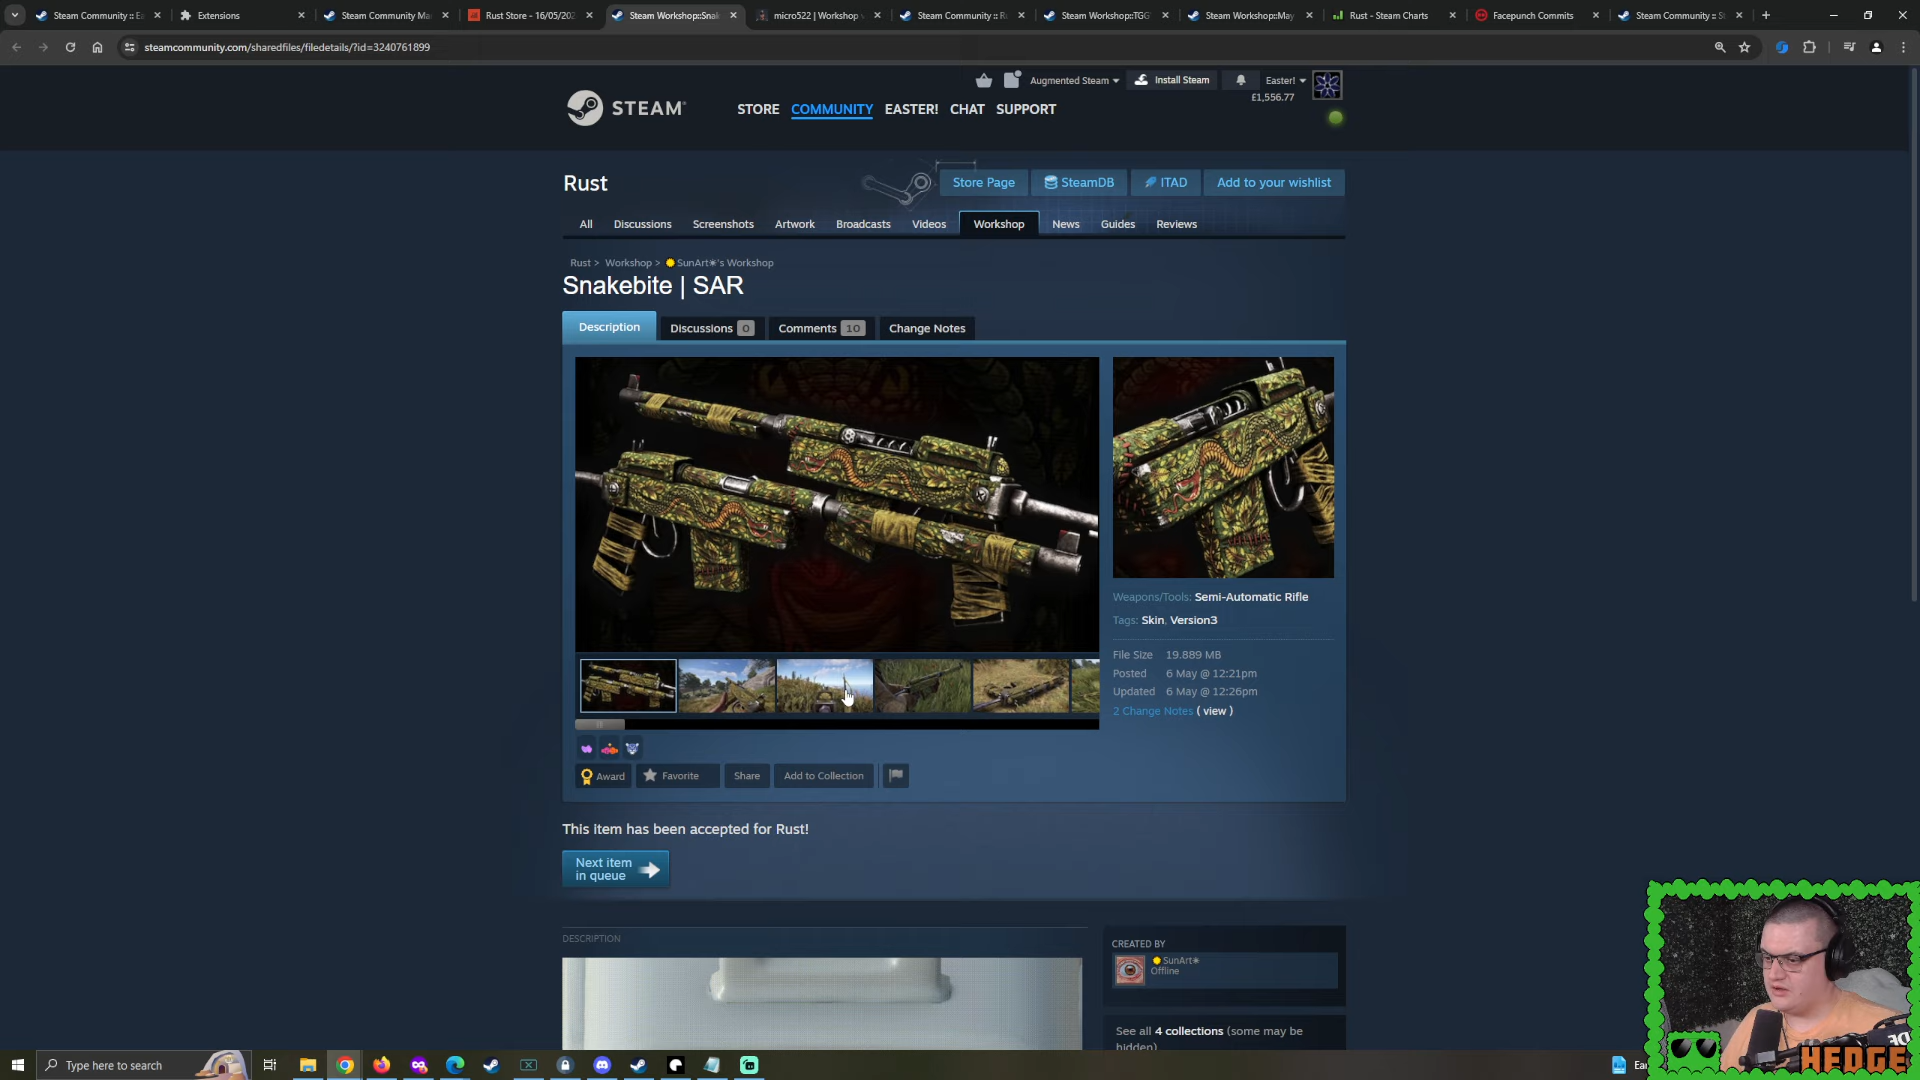 Steam Community :: Ea
Extensions
Steam Community Ma
Rust Store - 16/05/202
Steam Workshop::Snak
micro522 | Workshop v
Steam Community :: R
Steam Workshop::TGG
Steam Workshop::May
Rust - Steam Charts
Facepunch Commits
Steam Community :: St
steamcommunity.com/sharedfiles/filedetails/?id=3240761899
Augmented Steam
Install Steam
Easter!
£1,556.77
STEAM
STORE
COMMUNITY
EASTER!
CHAT
SUPPORT
Rust
Store Page
SteamDB
ITAD
Add to your wishlist
All
Discussions
Screenshots
Artwork
Broadcasts
Videos
Workshop
News
Guides
Reviews
Rust > Workshop > SunArt☀'s Workshop
Snakebite | SAR
Description
Discussions 0
Comments 10
Change Notes
Weapons/Tools: Semi-Automatic Rifle
Tags: Skin, Version3
File Size 19.889 MB
Posted 6 May @ 12:21pm
Updated 6 May @ 12:26pm
2 Change Notes ( view )
Award
Favorite
Share
Add to Collection
This item has been accepted for Rust!
Next item
in queue
DESCRIPTION
CREATED BY
SunArt☀
Offline
See all 4 collections (some may be
hidden)
Type here to search
Ear
HEDGE